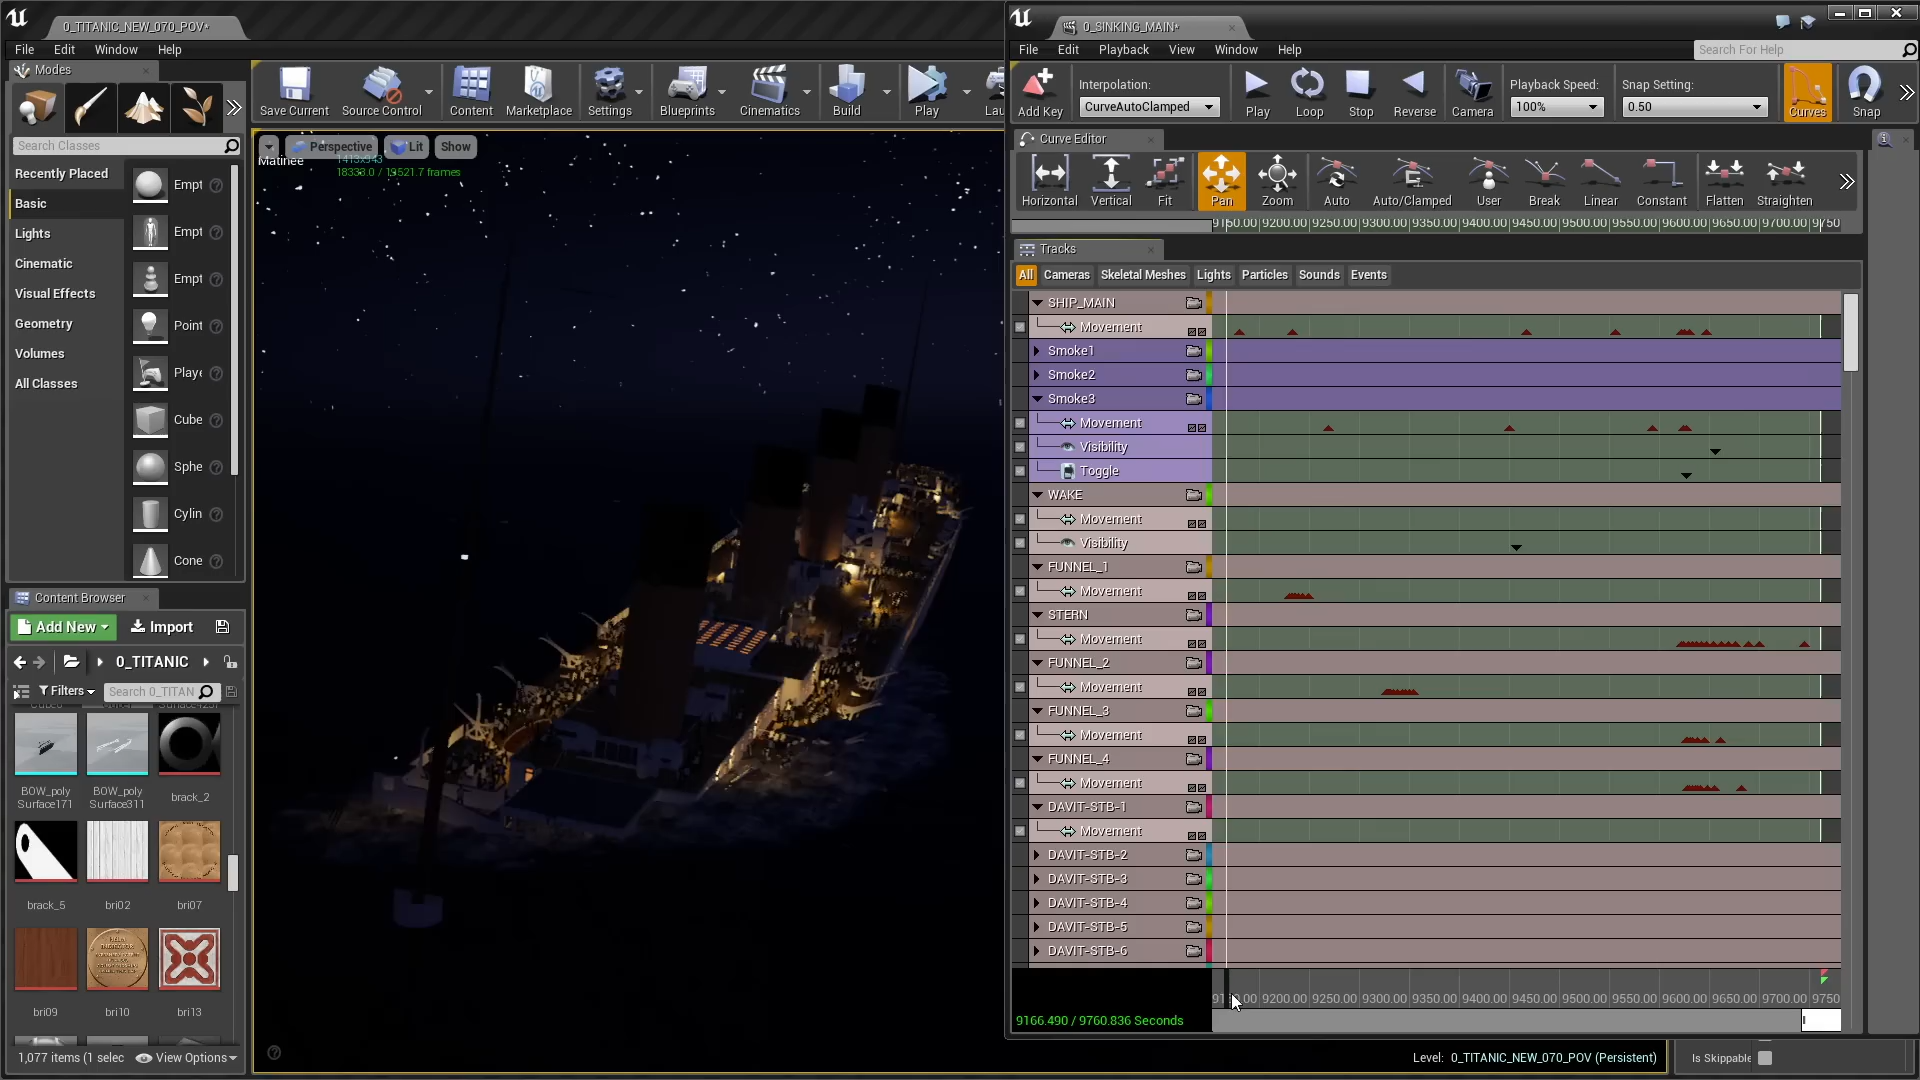 0_TITANIC_NEW_070_POV*
File Edit Window Help
Modes
Save Current Source Control Content Marketplace Settings Blueprints Cinematics Build Play Lau
Search Classes
Recently Placed
Basic
Lights
Cinematic
Visual Effects
Geometry
Volumes
All Classes
Empt
Empt
Empt
Point
Playe
Cube
Sphe
Cylin
Cone
Perspective Lit Show
Matinee
18333.0 / 19521.7 frames
Content Browser
Add New Import
0_TITANIC
Filters Search 0_TITAN
BOW_poly
Surface171
BOW_poly
Surface311
brack_2
brack_5 bri02 bri07
bri09 bri10 bri13
1,077 items (1 selec View Options
0_SINKING_MAIN*
File Edit Playback View Window Help
Search For Help
Add Key
Interpolation:
CurveAutoClamped
Play Loop Stop Reverse Camera
Playback Speed:
100%
Snap Setting:
0.50
Curves Snap
Curve Editor
Horizontal Vertical Fit Pan Zoom Auto Auto/Clamped User Break Linear Constant Flatten Straighten
9150.00 9200.00 9250.00 9300.00 9350.00 9400.00 9450.00 9500.00 9550.00 9600.00 9650.00 9700.00 9750
Tracks
All Cameras Skeletal Meshes Lights Particles Sounds Events
SHIP_MAIN
Movement
Smoke1
Smoke2
Smoke3
Movement
Visibility
Toggle
WAKE
Movement
Visibility
FUNNEL_1
Movement
STERN
Movement
FUNNEL_2
Movement
FUNNEL_3
Movement
FUNNEL_4
Movement
DAVIT-STB-1
Movement
DAVIT-STB-2
DAVIT-STB-3
DAVIT-STB-4
DAVIT-STB-5
DAVIT-STB-6
9200.00 9250.00 9300.00 9350.00 9400.00 9450.00 9500.00 9550.00 9600.00 9650.00 9700.00 9750
9166.490 / 9760.836 Seconds
Level: 0_TITANIC_NEW_070_POV (Persistent)
Is Skippable